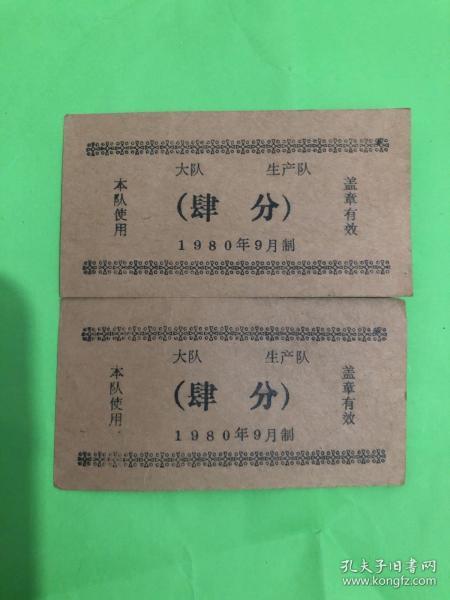 大队 生产队
本队使用
(肆分)
盖章有效
1980年9月制
大队 生产队
本队使用
(肆分)
盖章有效
1980年9月制
孔夫子旧书网
www.kongfz.com